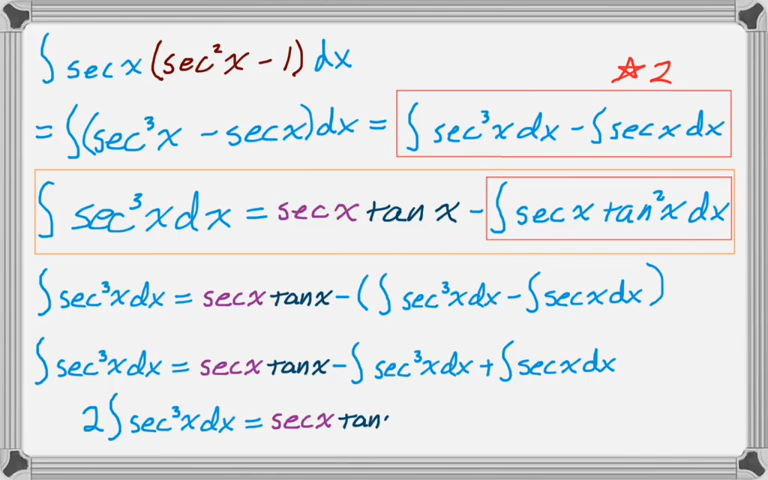 ∫ sec x (sec²x − 1) dx
☆2
= ∫(sec³x − sec x) dx = ∫ sec³x dx − ∫ sec x dx
∫ sec³x dx = sec x tan x − ∫ sec x tan²x dx
∫ sec³x dx = sec x tan x − (∫ sec³x dx − ∫ sec x dx)
∫ sec³x dx = sec x tan x − ∫ sec³x dx + ∫ sec x dx
2 ∫ sec³x dx = sec x tan